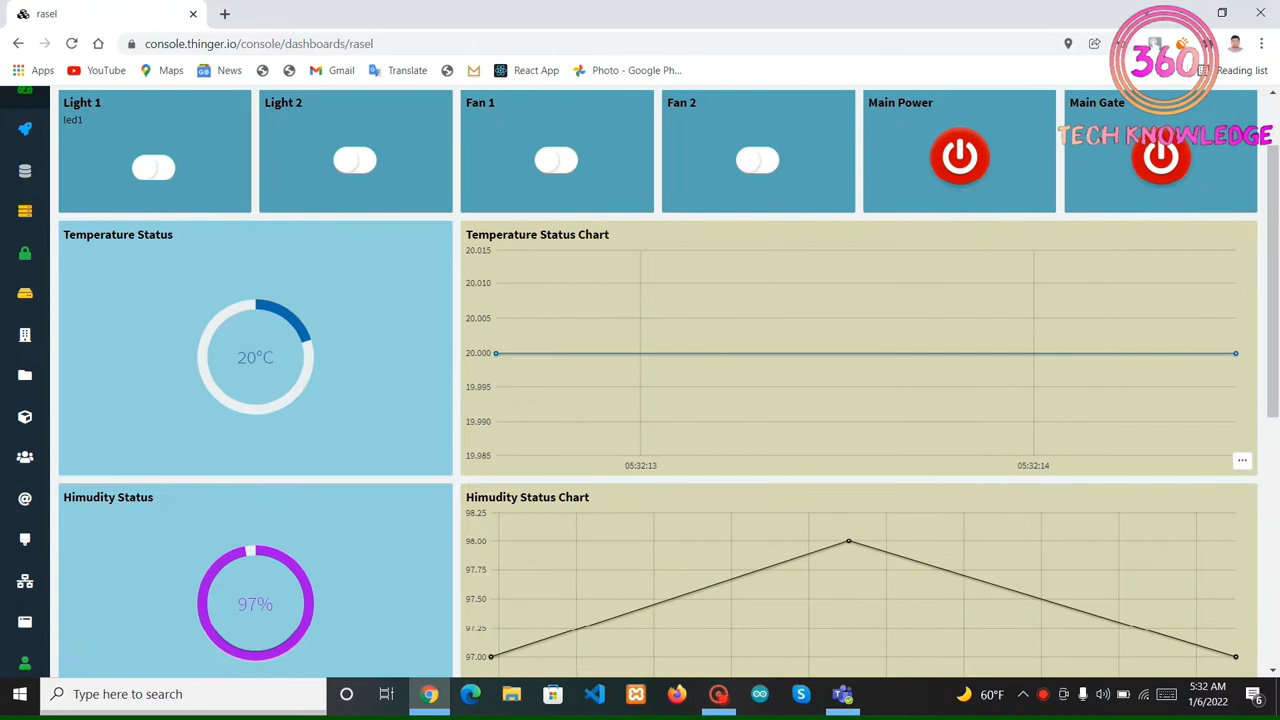 rasel
console.thinger.io/console/dashboards/rasel
Apps YouTube Maps News Gmail Translate React App Photo - Google Ph... Reading list
360
TECH KNOWLEDGE
Light 1 Light 2 Fan 1 Fan 2 Main Power Main Gate
led1
Temperature Status
20°C
Temperature Status Chart
20.015
20.010
20.005
20.000
19.995
19.990
19.985
05:32:13 05:32:14
Himudity Status
97%
Himudity Status Chart
98.25
98.00
97.75
97.50
97.25
97.00
Type here to search
60°F
5:32 AM
1/6/2022
6